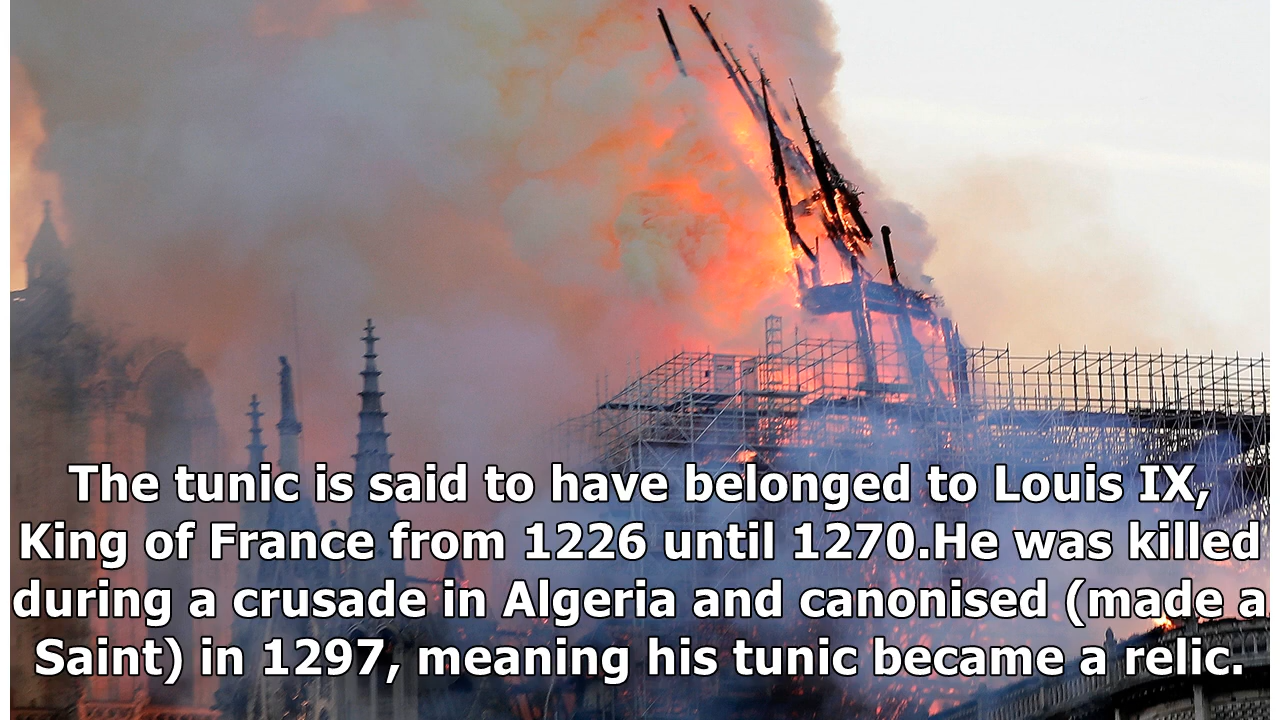 The tunic is said to have belonged to Louis IX,
King of France from 1226 until 1270.He was killed
during a crusade in Algeria and canonised (made a
Saint) in 1297, meaning his tunic became a relic.